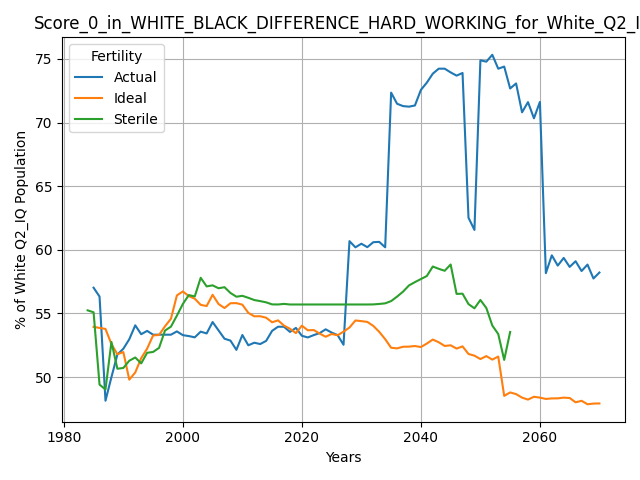 Score_0_in_WHITE_BLACK_DIFFERENCE_HARD_WORKING_for_White_Q2_I
Fertility
Actual
Ideal
Sterile
% of White Q2_IQ Population
75
70
65
60
55
50
1980 2000 2020 2040 2060
Years